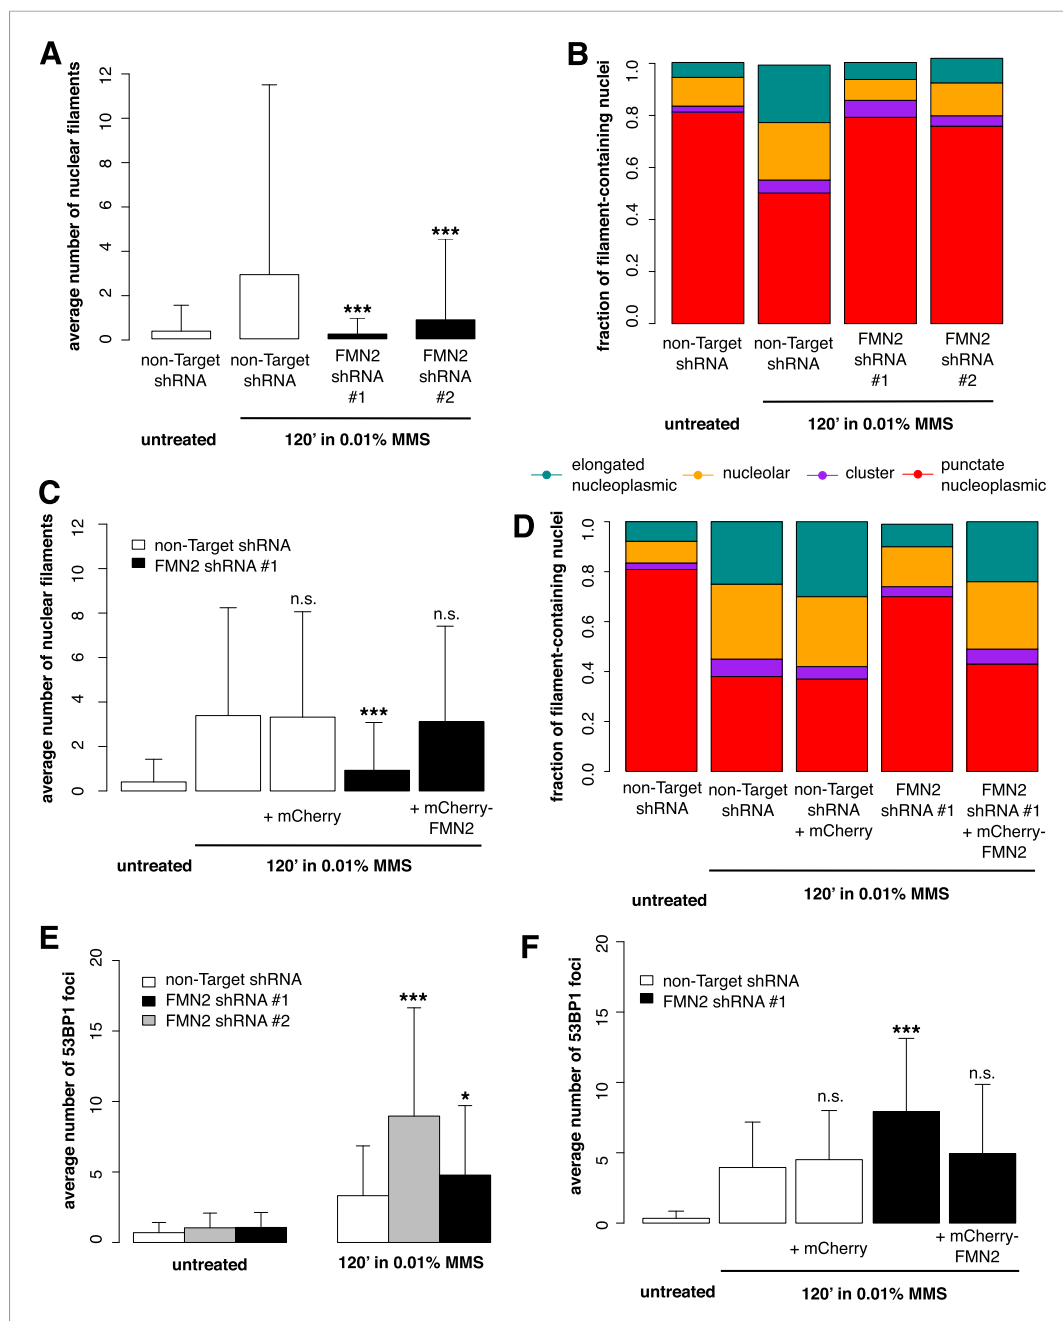 A
average number of nuclear filaments
12
10
8
6
4
2
0
***
***
non-Target
shRNA
non-Target
shRNA
FMN2
shRNA
#1
FMN2
shRNA
#2
untreated
120’ in 0.01% MMS
B
fraction of filament-containing nuclei
1.0
0.8
0.6
0.4
0.2
0.0
non-Target
shRNA
non-Target
shRNA
FMN2
shRNA
#1
FMN2
shRNA
#2
untreated
120’ in 0.01% MMS
elongated
nucleoplasmic
nucleolar
cluster
punctate
nucleoplasmic
C
average number of nuclear filaments
12
10
8
6
4
2
0
non-Target shRNA
FMN2 shRNA #1
n.s.
***
n.s.
+ mCherry
+ mCherry-
FMN2
untreated
120’ in 0.01% MMS
D
fraction of filament-containing nuclei
1.0
0.8
0.6
0.4
0.2
0.0
non-Target
shRNA
non-Target
shRNA
non-Target
shRNA
+ mCherry
FMN2
shRNA #1
FMN2
shRNA #1
+ mCherry-
FMN2
untreated
120’ in 0.01% MMS
E
average number of 53BP1 foci
20
15
10
5
0
non-Target shRNA
FMN2 shRNA #1
FMN2 shRNA #2
***
*
untreated
120’ in 0.01% MMS
F
average number of 53BP1 foci
20
15
10
5
0
non-Target shRNA
FMN2 shRNA #1
n.s.
***
n.s.
+ mCherry
+ mCherry-
FMN2
untreated
120’ in 0.01% MMS